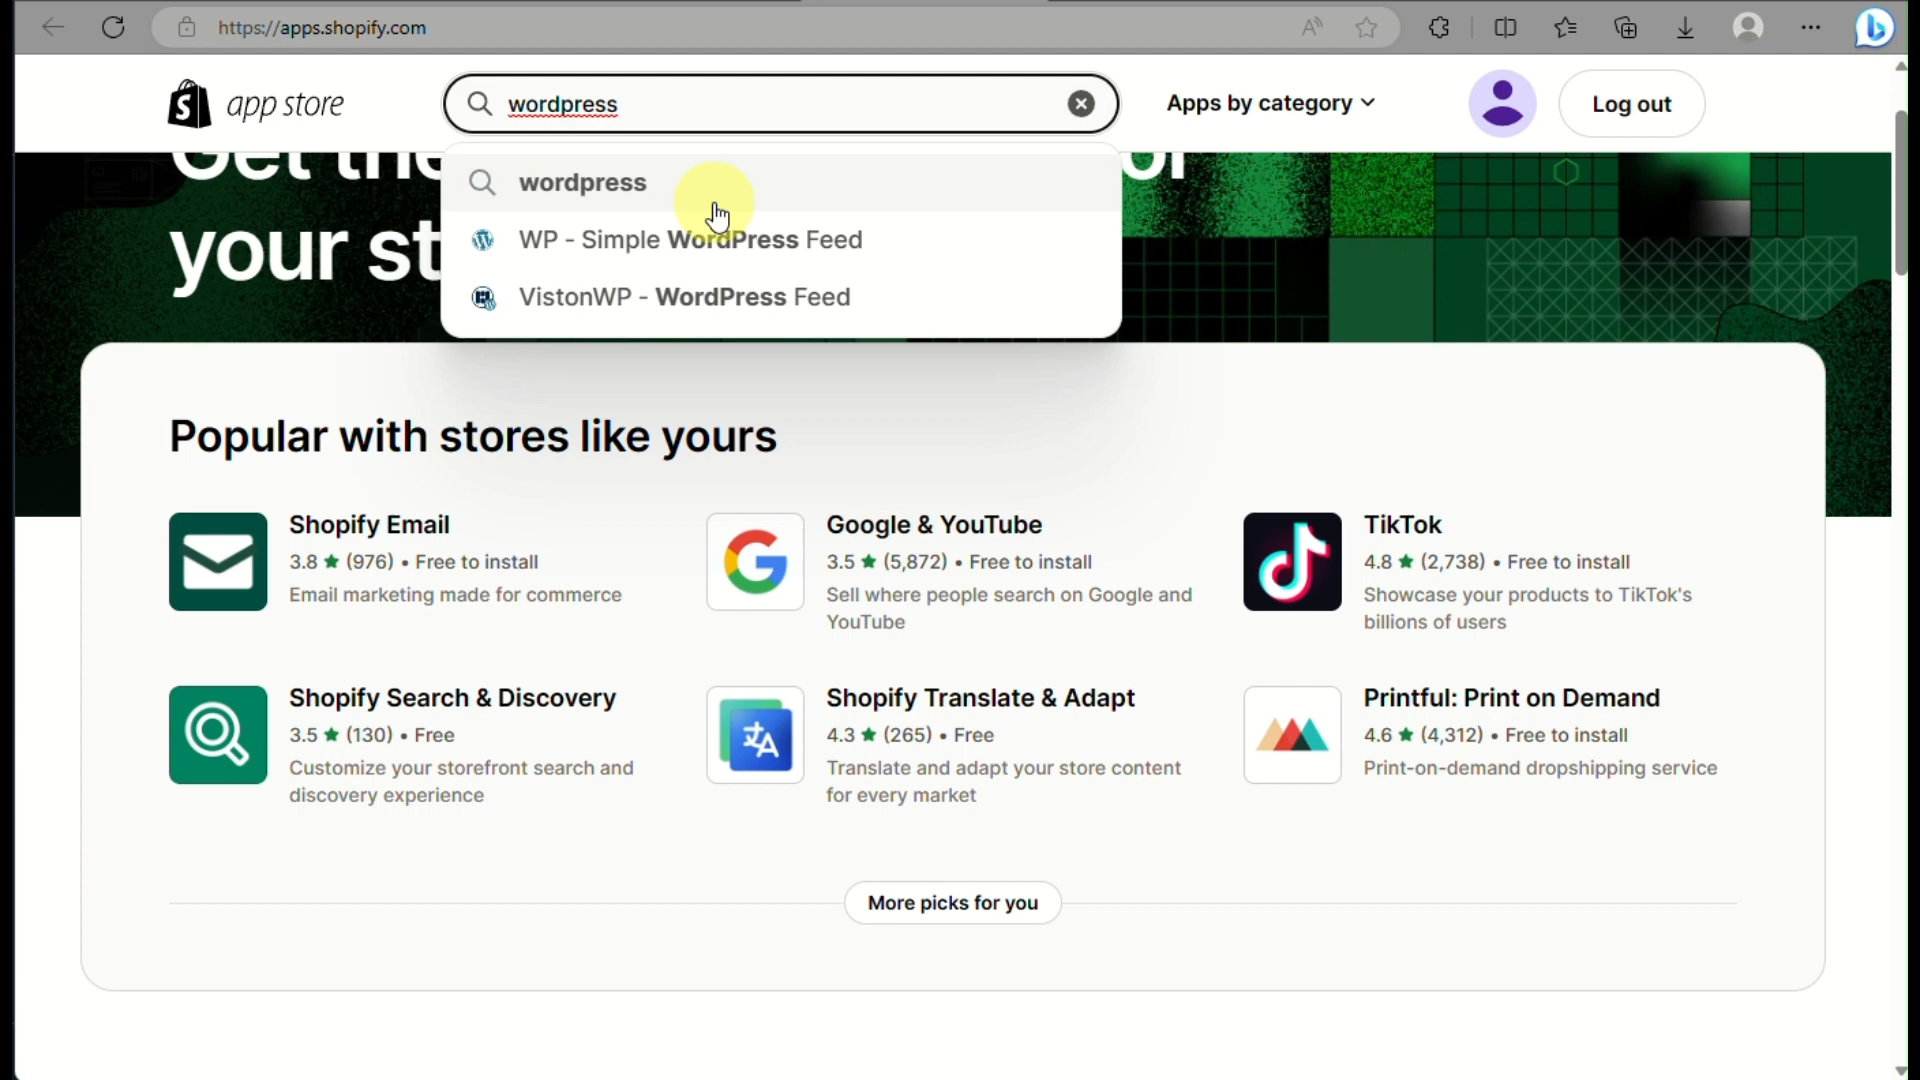 https://apps.shopify.com
app store
wordpress
Apps by category
Log out
wordpress
WP - Simple WordPress Feed
VistonWP - WordPress Feed
your st
Popular with stores like yours
Shopify Email
3.8 ★ (976) • Free to install
Email marketing made for commerce
Google & YouTube
3.5 ★ (5,872) • Free to install
Sell where people search on Google and
YouTube
TikTok
4.8 ★ (2,738) • Free to install
Showcase your products to TikTok's
billions of users
Shopify Search & Discovery
3.5 ★ (130) • Free
Customize your storefront search and
discovery experience
Shopify Translate & Adapt
4.3 ★ (265) • Free
Translate and adapt your store content
for every market
Printful: Print on Demand
4.6 ★ (4,312) • Free to install
Print-on-demand dropshipping service
More picks for you